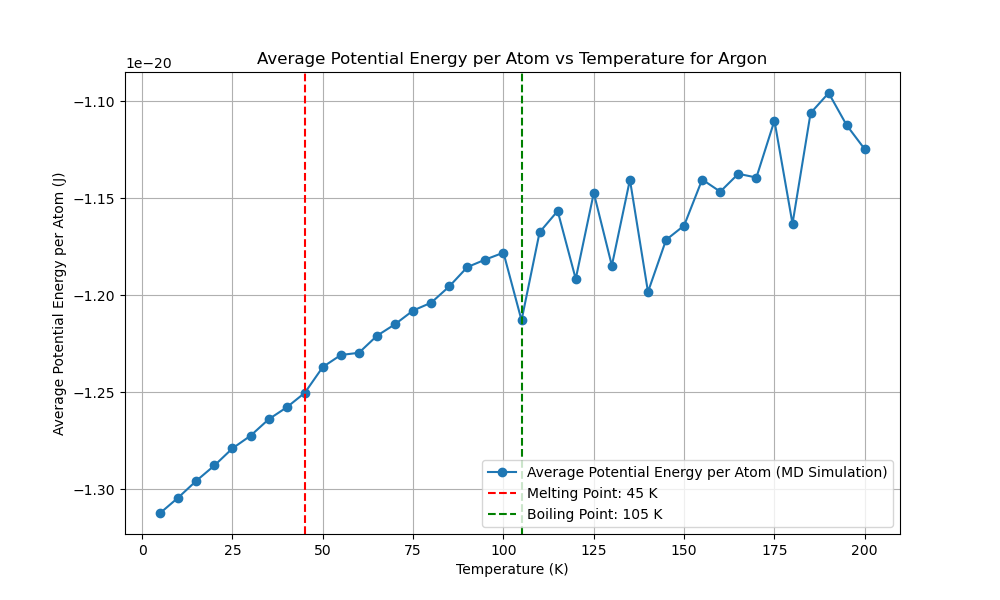 Average Potential Energy per Atom vs Temperature for Argon
1e−20
−1.10
−1.15
−1.20
−1.25
−1.30
Average Potential Energy per Atom (J)
Average Potential Energy per Atom (MD Simulation)
Melting Point: 45 K
Boiling Point: 105 K
0 25 50 75 100 125 150 175 200
Temperature (K)